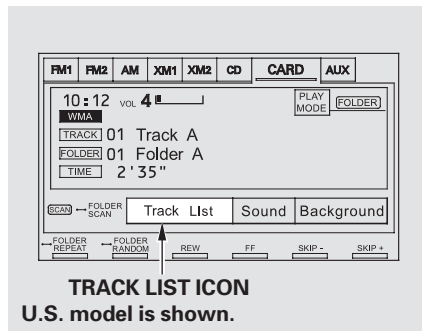 FM1 FM2 AM XM1 XM2 CD CARD AUX
10:12 VOL 4 PLAY MODE FOLDER
WMA
TRACK 01 Track A
FOLDER 01 Folder A
TIME 2'35"
SCAN FOLDER SCAN Track List Sound Background
FOLDER REPEAT FOLDER RANDOM REW FF SKIP - SKIP +
TRACK LIST ICON
U.S. model is shown.